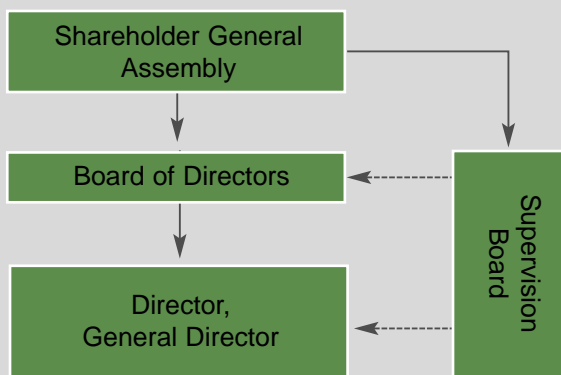 Shareholder General
Assembly
Board of Directors
Director,
General Director
Supervision
Board